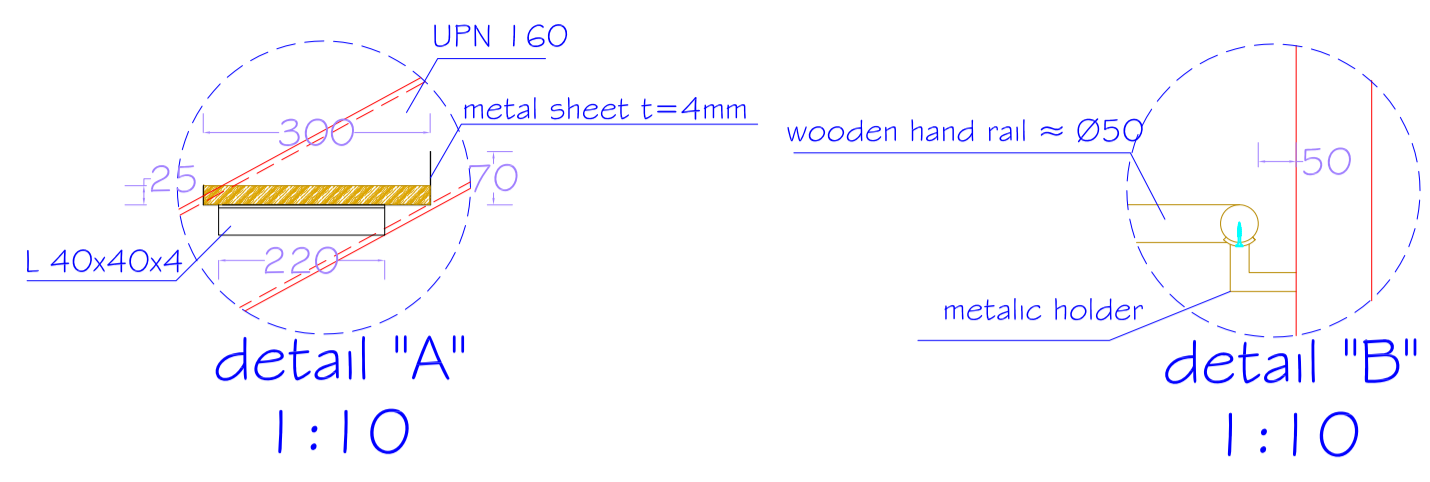 UPN 160
metal sheet t=4mm
300
25
70
L 40x40x4
220
detail "A"
1:10
wooden hand rail ≈ Ø50
50
metalic holder
detail "B"
1:10